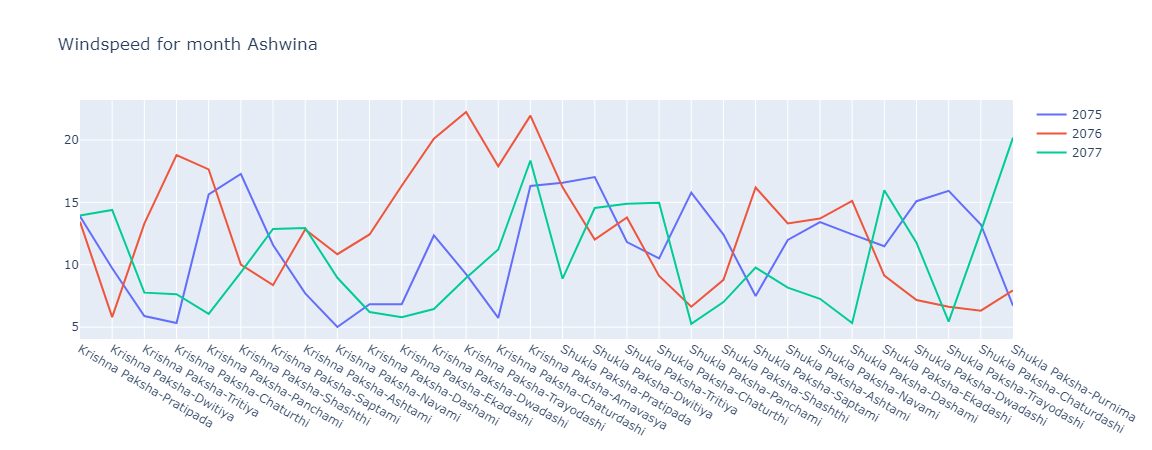 Windspeed for month Ashwina
2075
2076
2077
20
15
10
5
Krishna Paksha-Pratipada
Krishna Paksha-Dwitiya
Krishna Paksha-Tritiya
Krishna Paksha-Chaturthi
Krishna Paksha-Panchami
Krishna Paksha-Shashthi
Krishna Paksha-Saptami
Krishna Paksha-Ashtami
Krishna Paksha-Navami
Krishna Paksha-Dashami
Krishna Paksha-Ekadashi
Krishna Paksha-Dwadashi
Krishna Paksha-Trayodashi
Krishna Paksha-Chaturdashi
Krishna Paksha-Amavasya
Shukla Paksha-Pratipada
Shukla Paksha-Dwitiya
Shukla Paksha-Tritiya
Shukla Paksha-Chaturthi
Shukla Paksha-Panchami
Shukla Paksha-Shashthi
Shukla Paksha-Saptami
Shukla Paksha-Ashtami
Shukla Paksha-Navami
Shukla Paksha-Dashami
Shukla Paksha-Ekadashi
Shukla Paksha-Dwadashi
Shukla Paksha-Trayodashi
Shukla Paksha-Chaturdashi
Shukla Paksha-Purnima